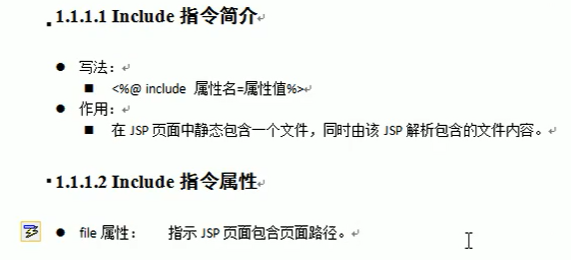 1.1.1.1 Include 指令简介
写法：
<%@ include 属性名=属性值%>
作用：
在 JSP 页面中静态包含一个文件，同时由该 JSP 解析包含的文件内容。
1.1.1.2 Include 指令属性
file 属性： 指示 JSP 页面包含页面路径。